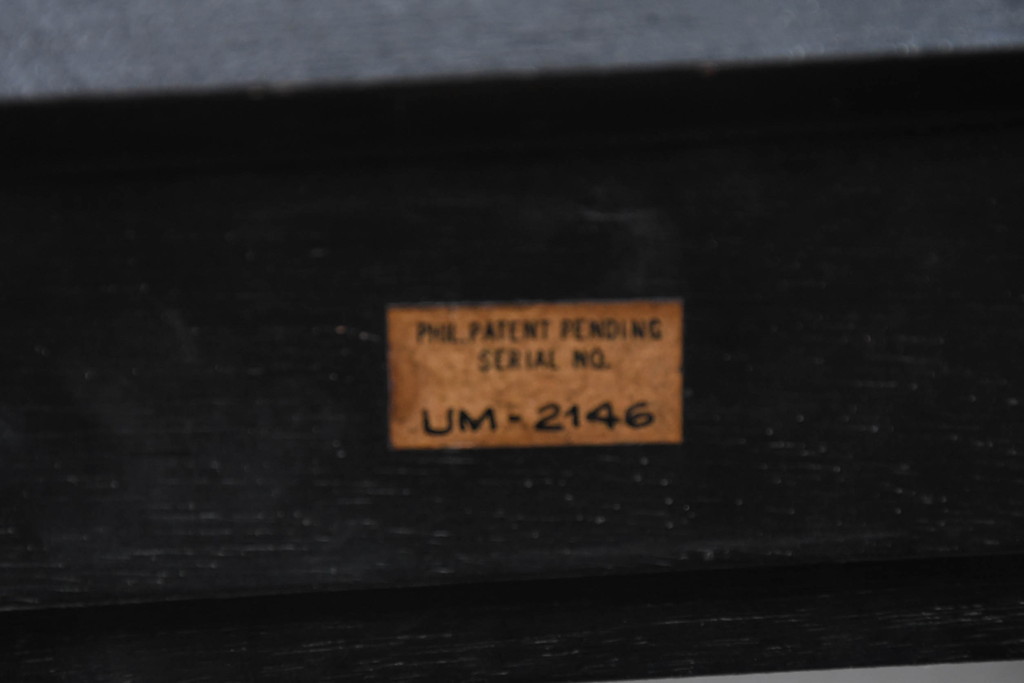 PHIL. PATENT PENDING
SERIAL NO.
UM-2146